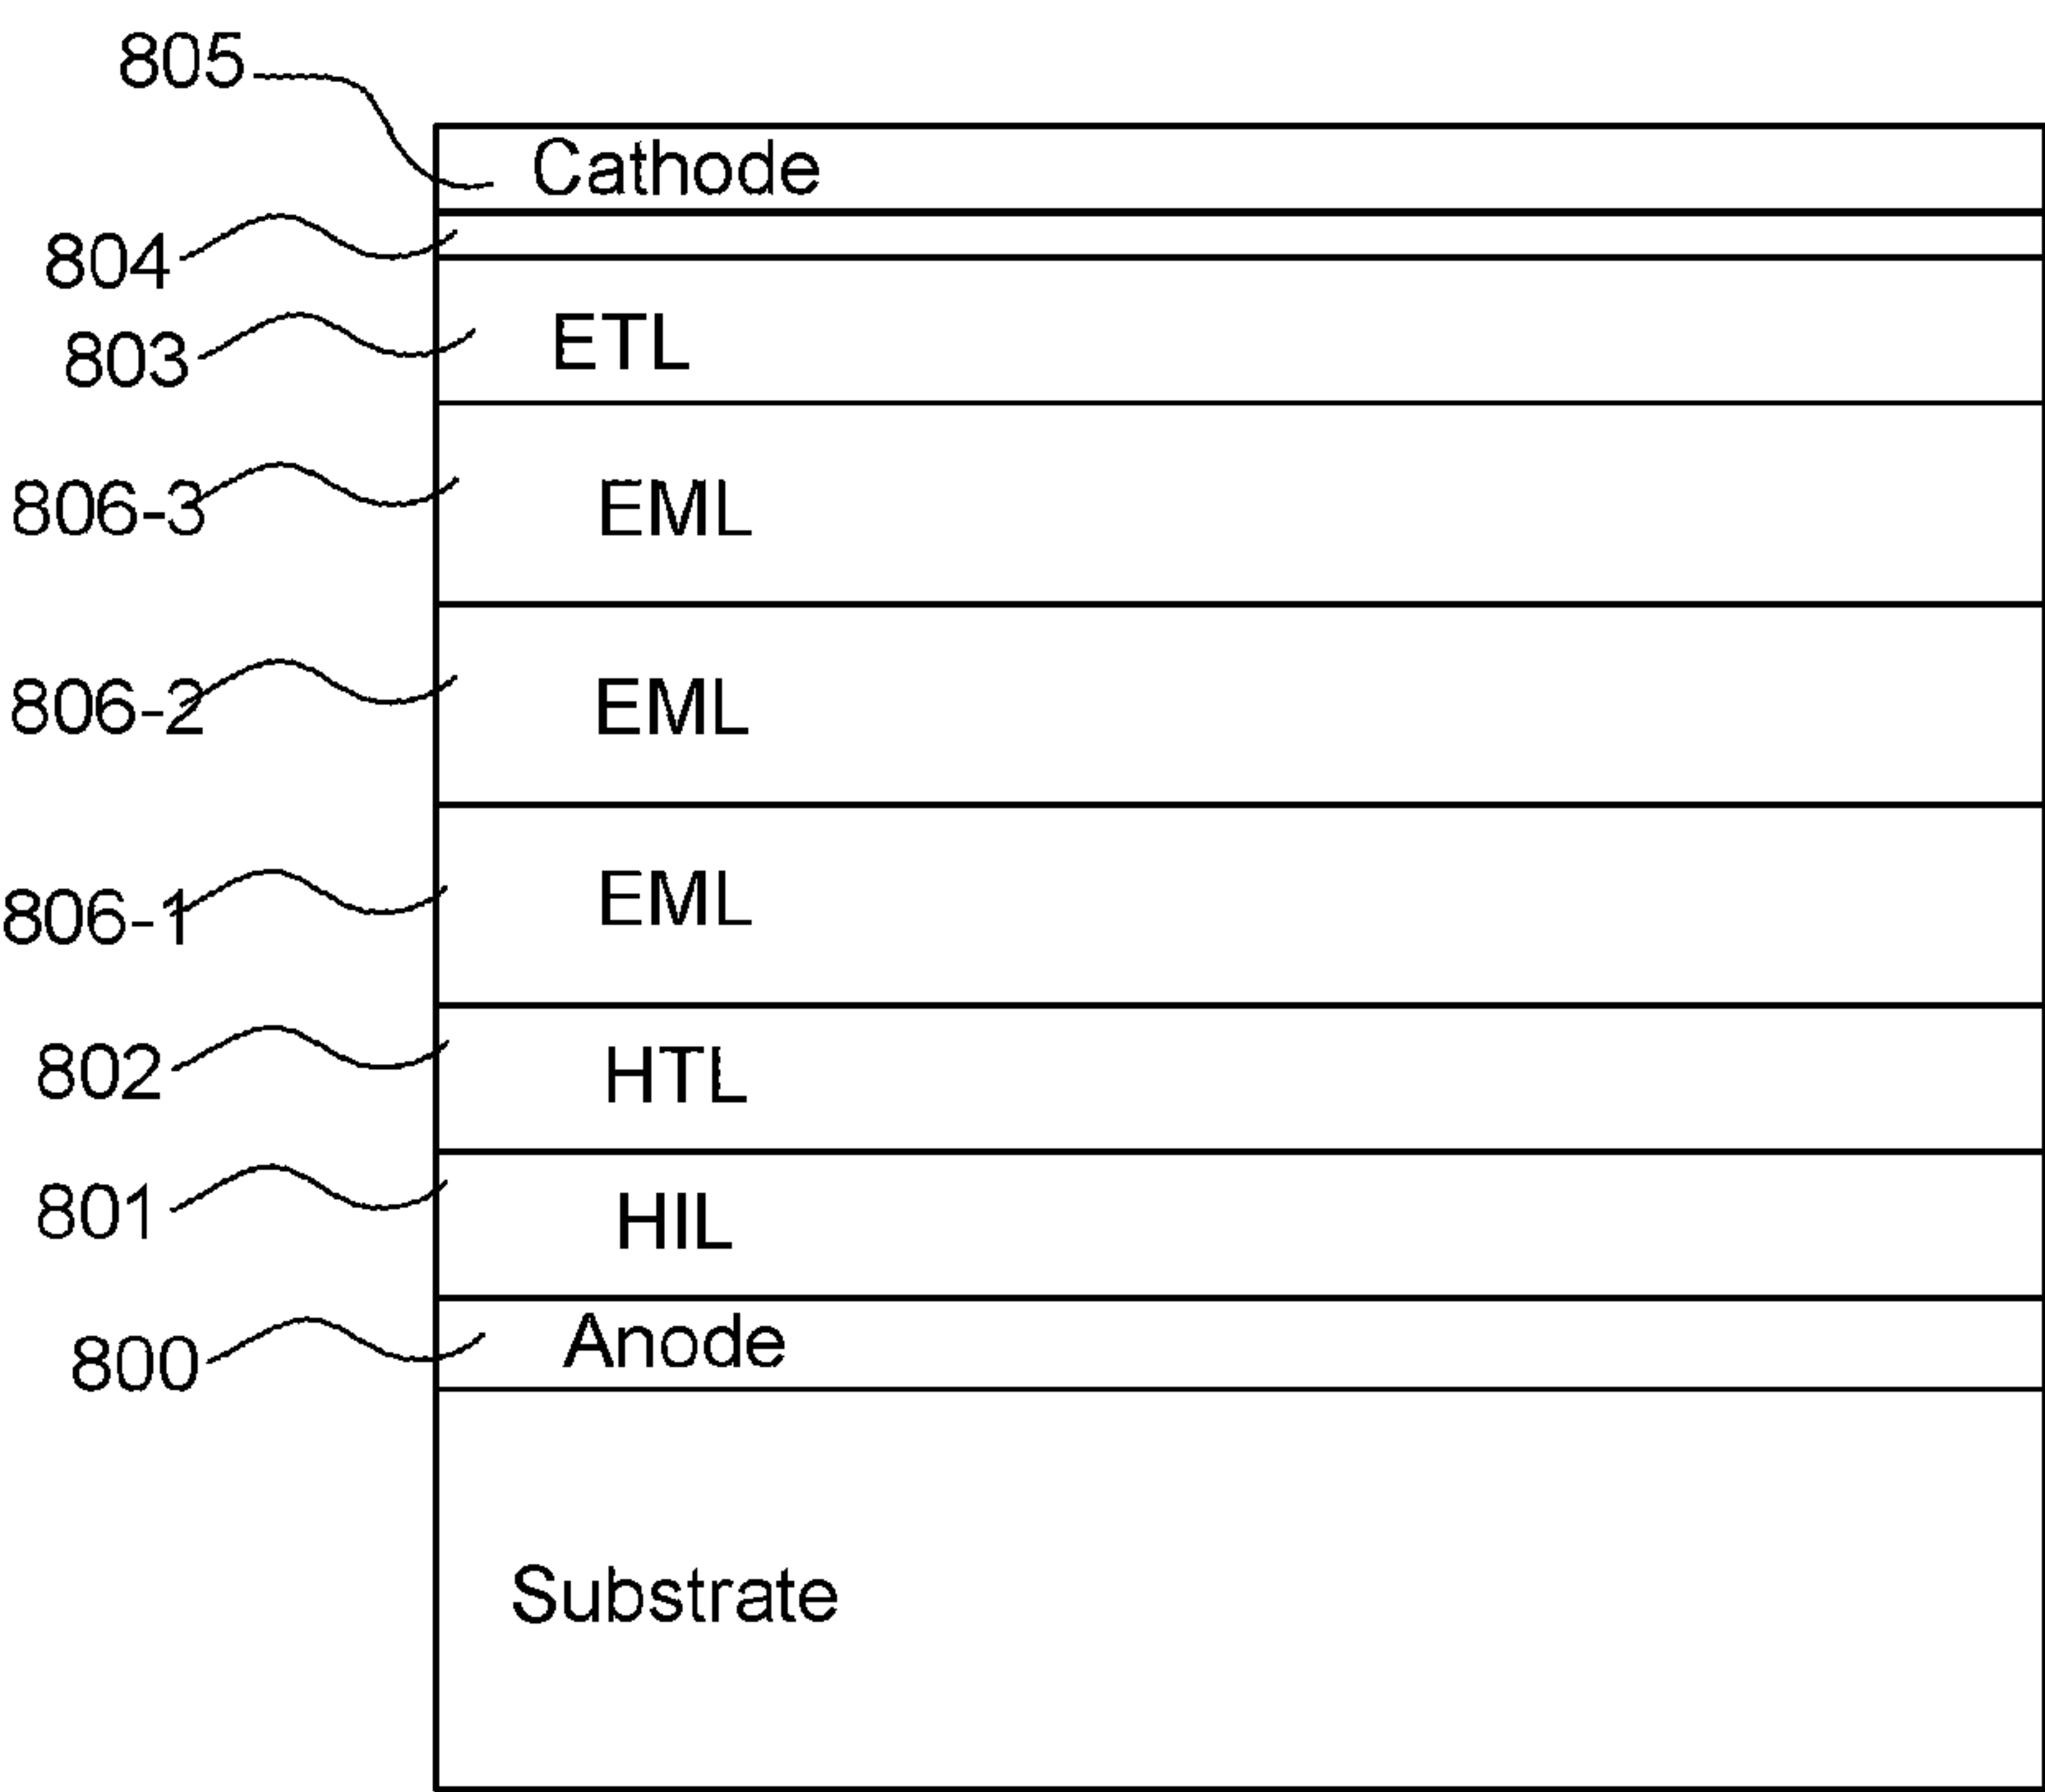 805
Cathode
804
803
ETL
806-3
EML
806-2
EML
806-1
EML
802
HTL
801
HIL
800
Anode
Substrate